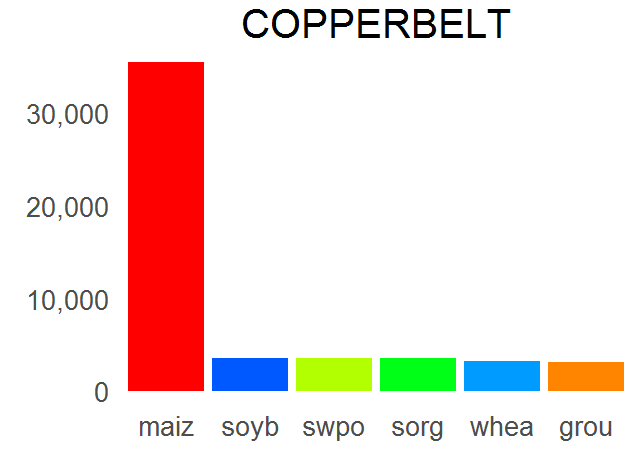 COPPERBELT
30,000
20,000
10,000
0
maiz soyb swpo sorg whea grou